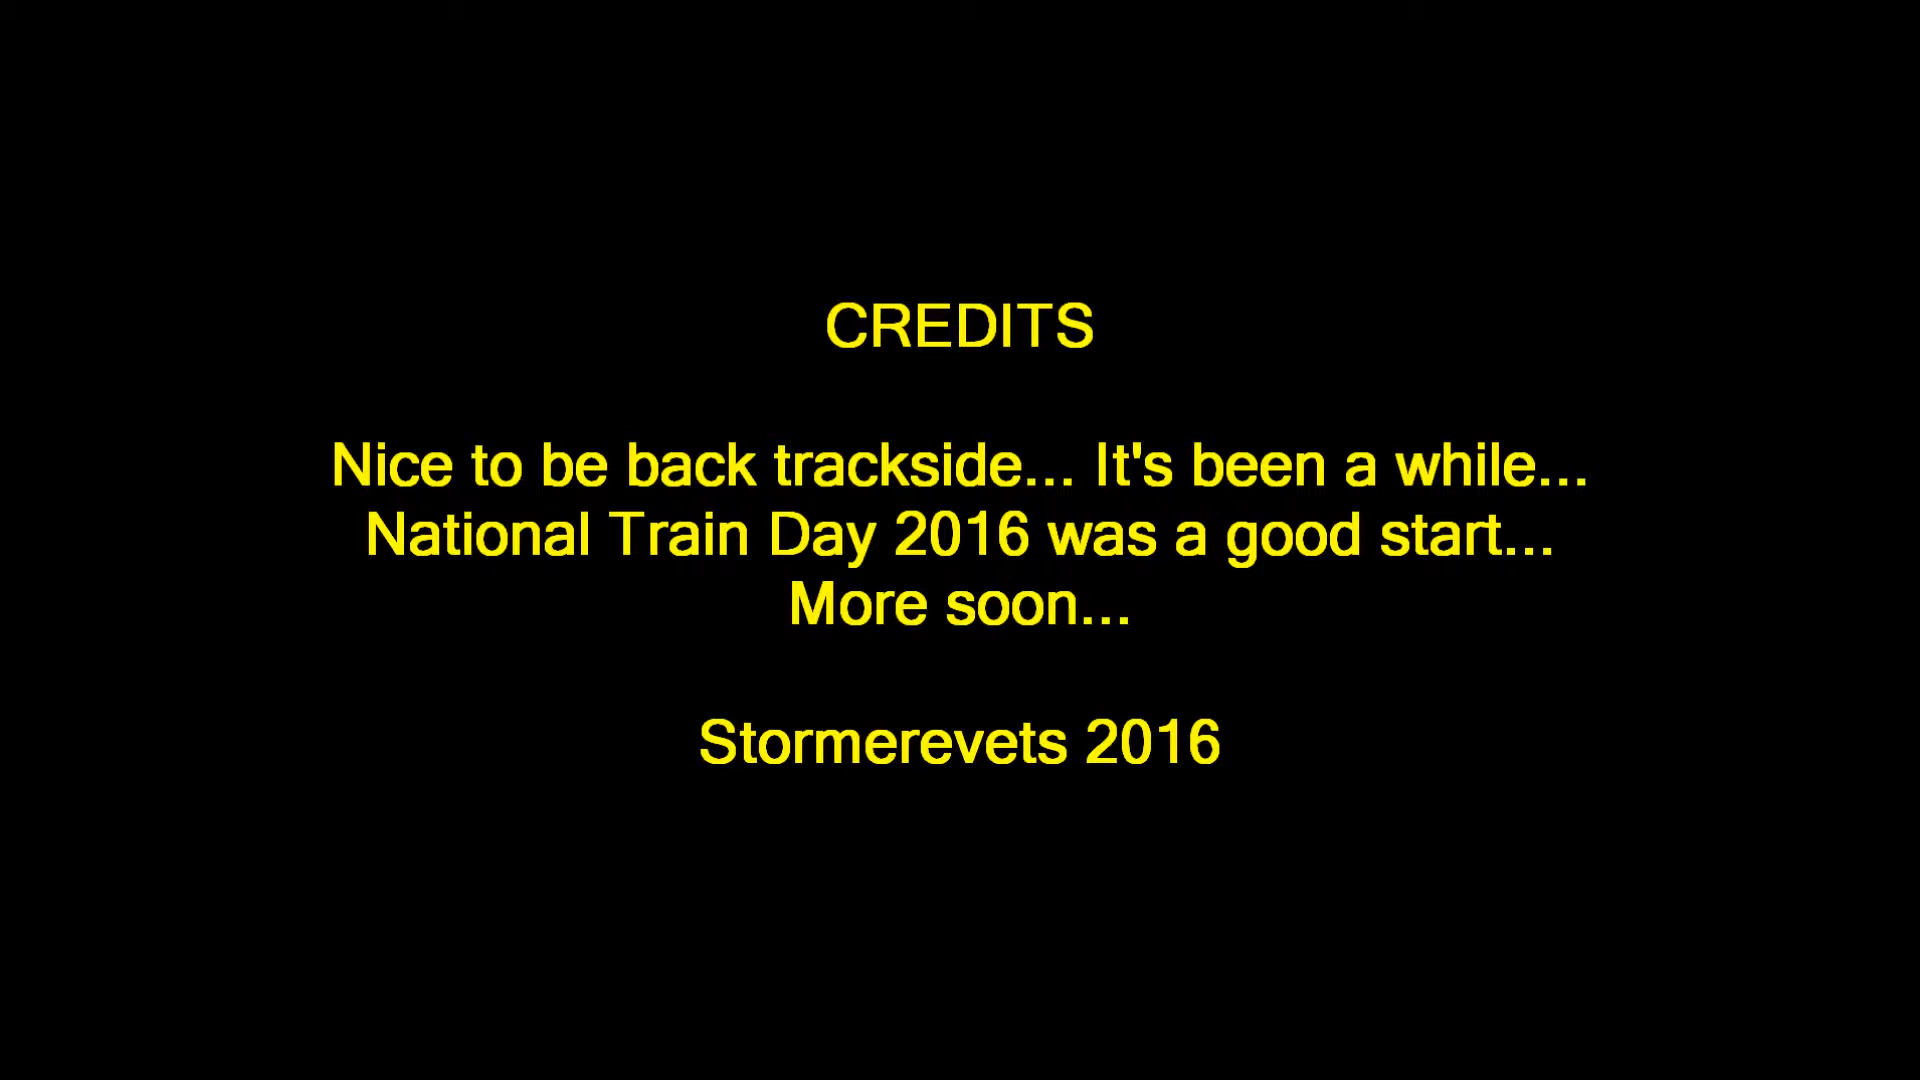 CREDITS
Nice to be back trackside... It's been a while...
National Train Day 2016 was a good start...
More soon...
Stormerevets 2016